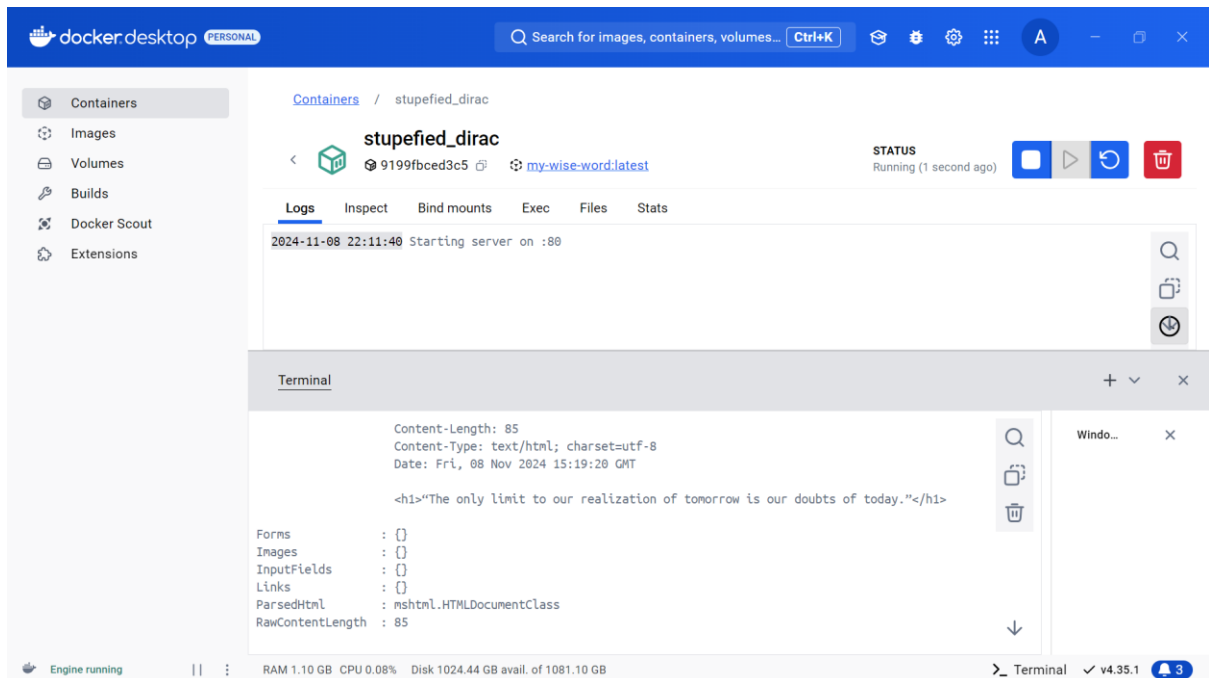 docker.desktop PERSONAL
Search for images, containers, volumes... Ctrl+K
A
Containers
Images
Volumes
Builds
Docker Scout
Extensions
Containers / stupefied_dirac
stupefied_dirac
9199fbced3c5 my-wise-word:latest
STATUS
Running (1 second ago)
Logs Inspect Bind mounts Exec Files Stats
2024-11-08 22:11:40 Starting server on :80
Terminal
Content-Length: 85
Content-Type: text/html; charset=utf-8
Date: Fri, 08 Nov 2024 15:19:20 GMT
<h1>“The only limit to our realization of tomorrow is our doubts of today.”</h1>
Forms : {}
Images : {}
InputFields : {}
Links : {}
ParsedHtml : mshtml.HTMLDocumentClass
RawContentLength : 85
Windo...
Engine running
RAM 1.10 GB CPU 0.08% Disk 1024.44 GB avail. of 1081.10 GB
>_ Terminal v4.35.1 3